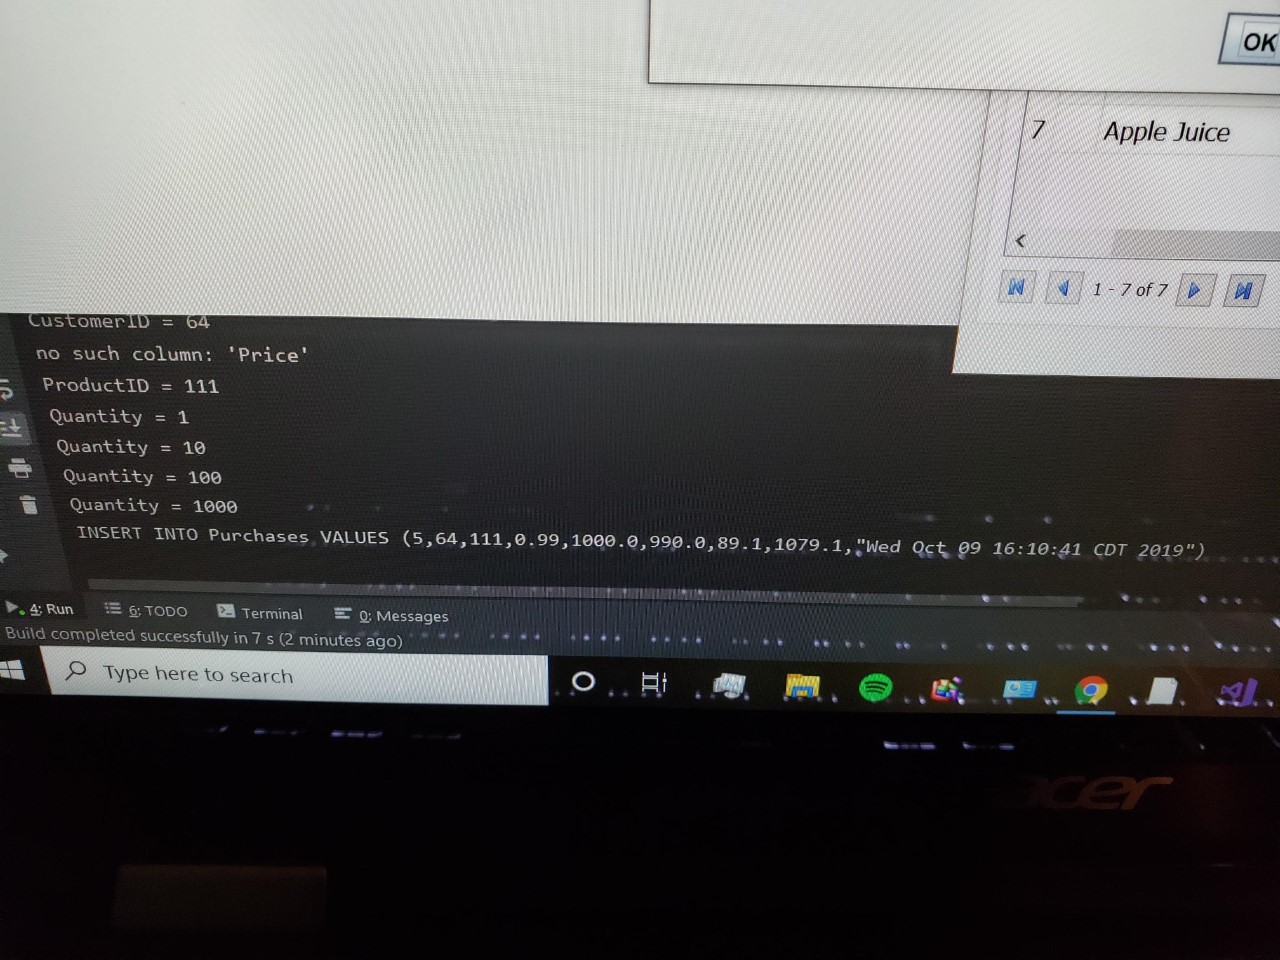 OK
7 Apple Juice
1 - 7 of 7
CustomerID = 64
no such column: 'Price'
ProductID = 111
Quantity = 1
Quantity = 10
Quantity = 100
Quantity = 1000
INSERT INTO Purchases VALUES (5,64,111,0.99,1000.0,990.0,89.1,1079.1,"Wed Oct 09 16:10:41 CDT 2019")
4: Run 6: TODO Terminal 0: Messages
Build completed successfully in 7 s (2 minutes ago)
Type here to search
acer